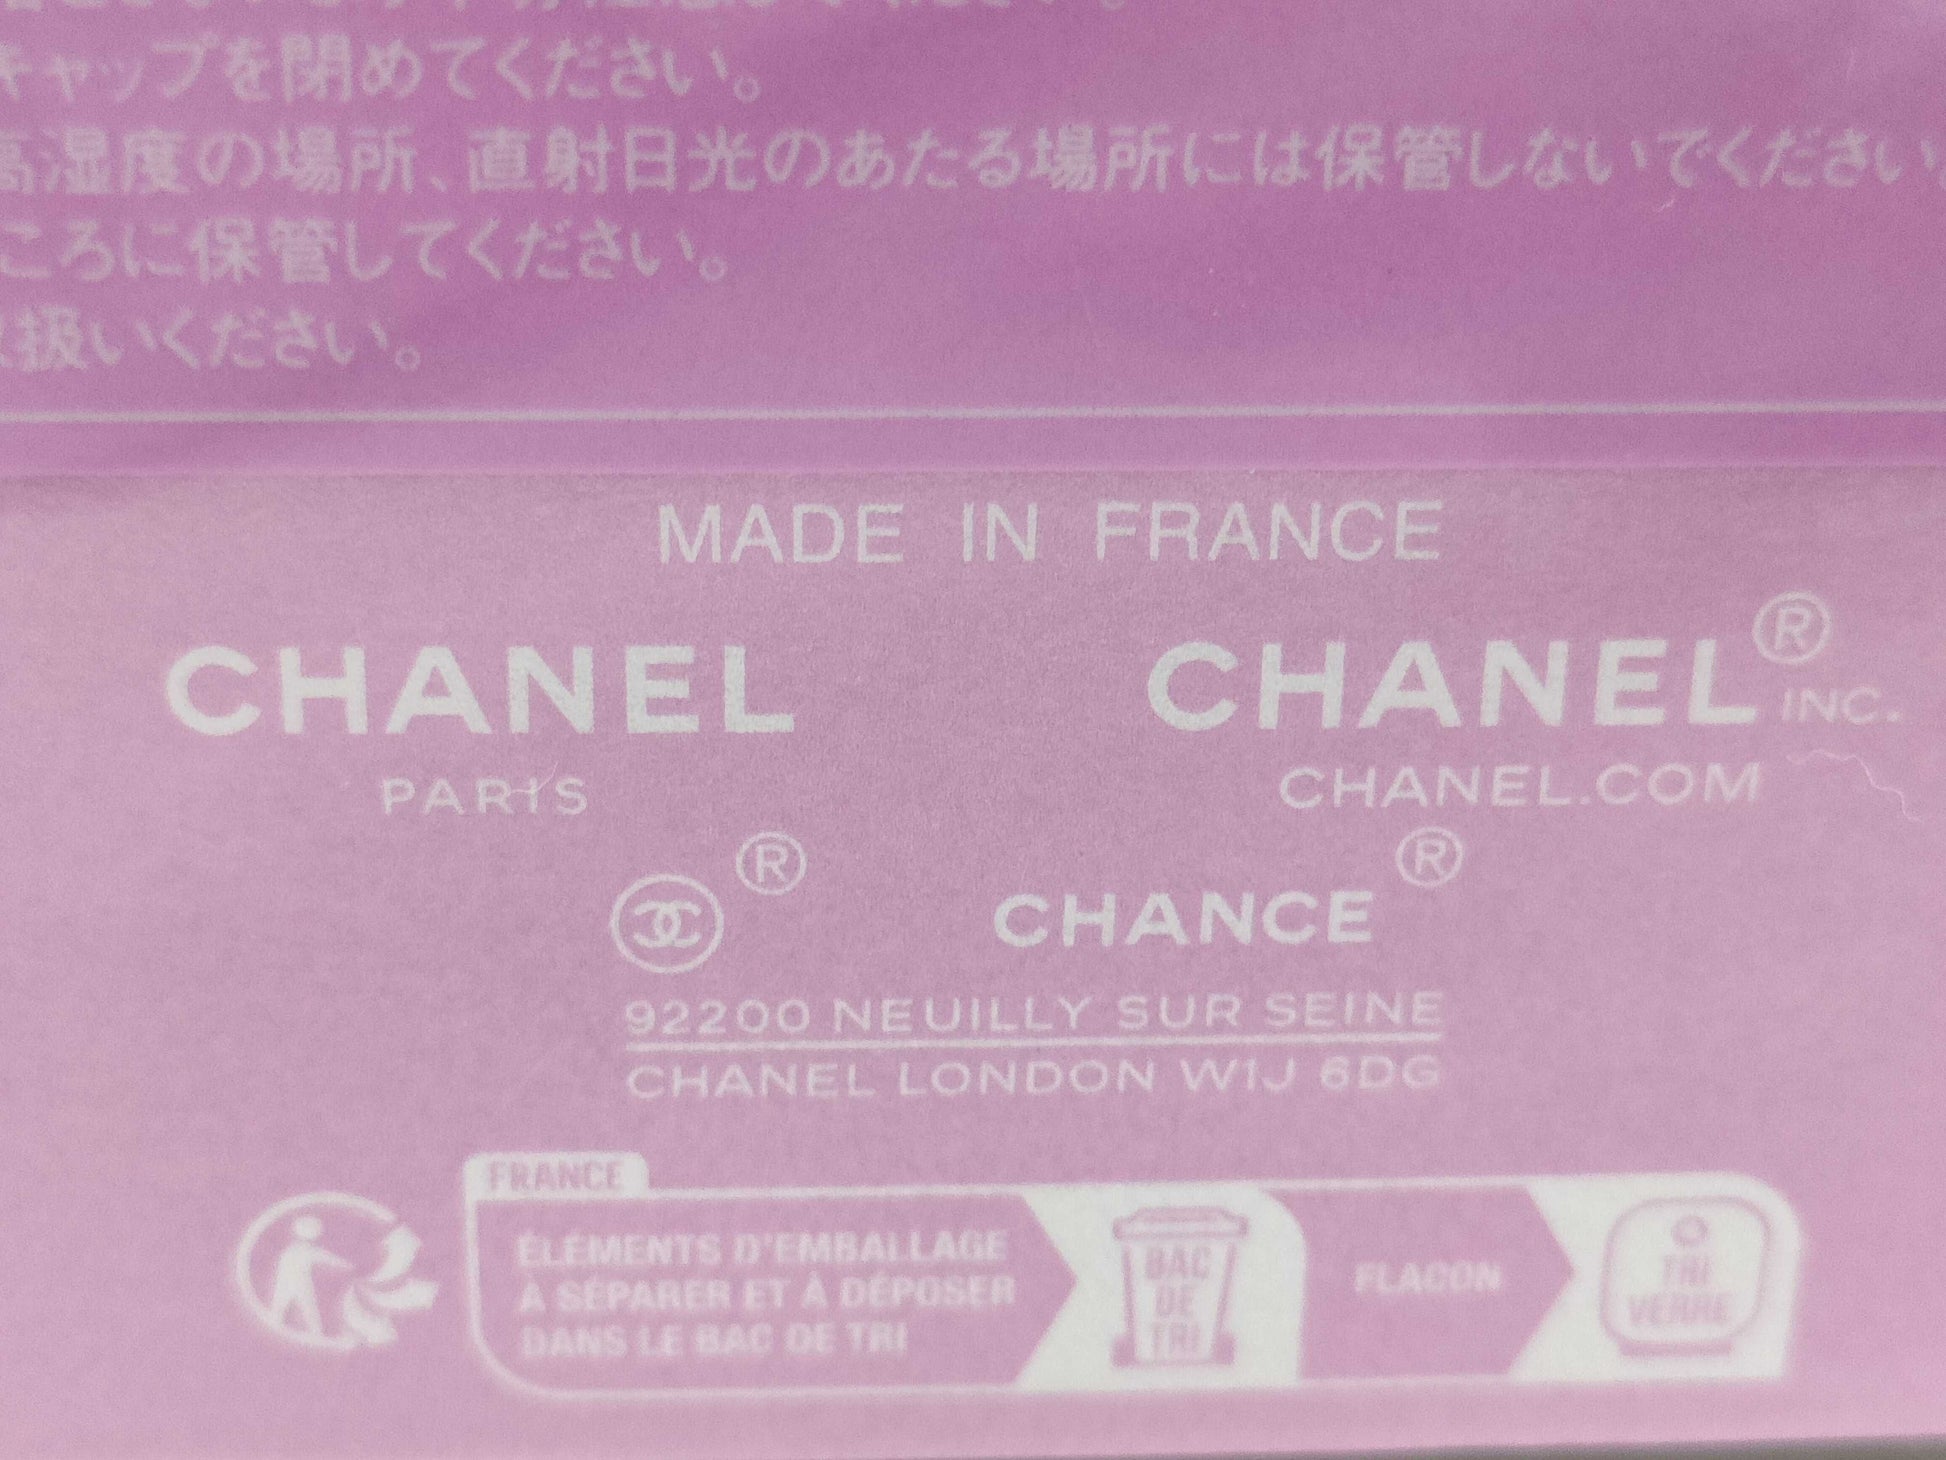 キャップを閉めてください。
高湿度の場所、直射日光のあたる場所には保管しないでください。
ころに保管してください。
扱いください。
MADE IN FRANCE
CHANEL CHANEL® INC.
PARIS CHANEL.COM
® CHANCE®
92200 NEUILLY SUR SEINE
CHANEL LONDON W1J 6DG
FRANCE
ÉLÉMENTS D'EMBALLAGE
À SÉPARER ET À DÉPOSER
DANS LE BAC DE TRI
BAC
DE
TRI
FLACON
TRI
VERRE